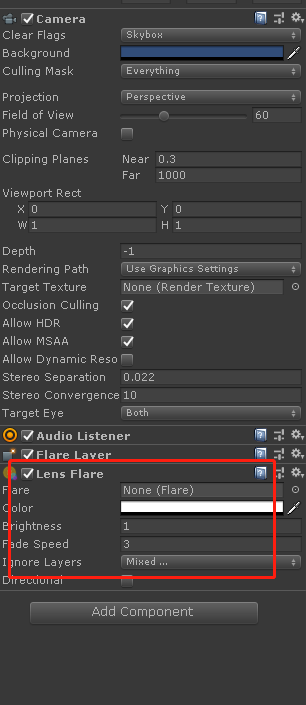 Camera
Clear Flags Skybox
Background
Culling Mask Everything
Projection Perspective
Field of View 60
Physical Camera
Clipping Planes Near 0.3
Far 1000
Viewport Rect
X 0 Y 0
W 1 H 1
Depth -1
Rendering Path Use Graphics Settings
Target Texture None (Render Texture)
Occlusion Culling
Allow HDR
Allow MSAA
Allow Dynamic Reso
Stereo Separation 0.022
Stereo Convergence 10
Target Eye Both
Audio Listener
Flare Layer
Lens Flare
Flare None (Flare)
Color
Brightness 1
Fade Speed 3
Ignore Layers Mixed ...
Directional
Add Component